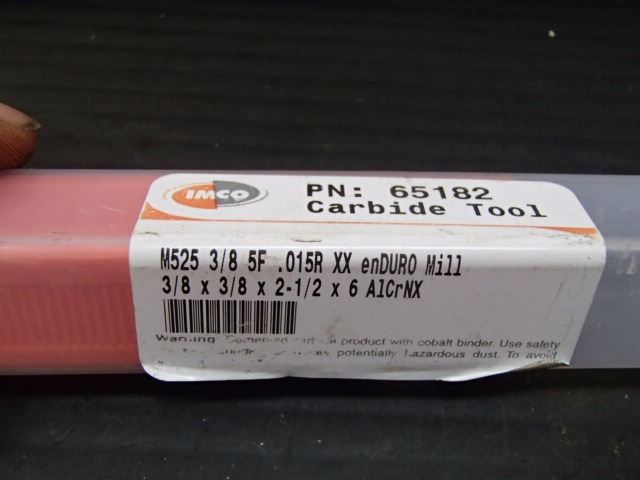 IMCO
PN: 65182
Carbide Tool
M525 3/8 5F .015R XX enDURO Mill
3/8 x 3/8 x 2-1/2 x 6 AlCrNX
Warning: product with cobalt binder. Use safety
potentially hazardous dust. To avoid